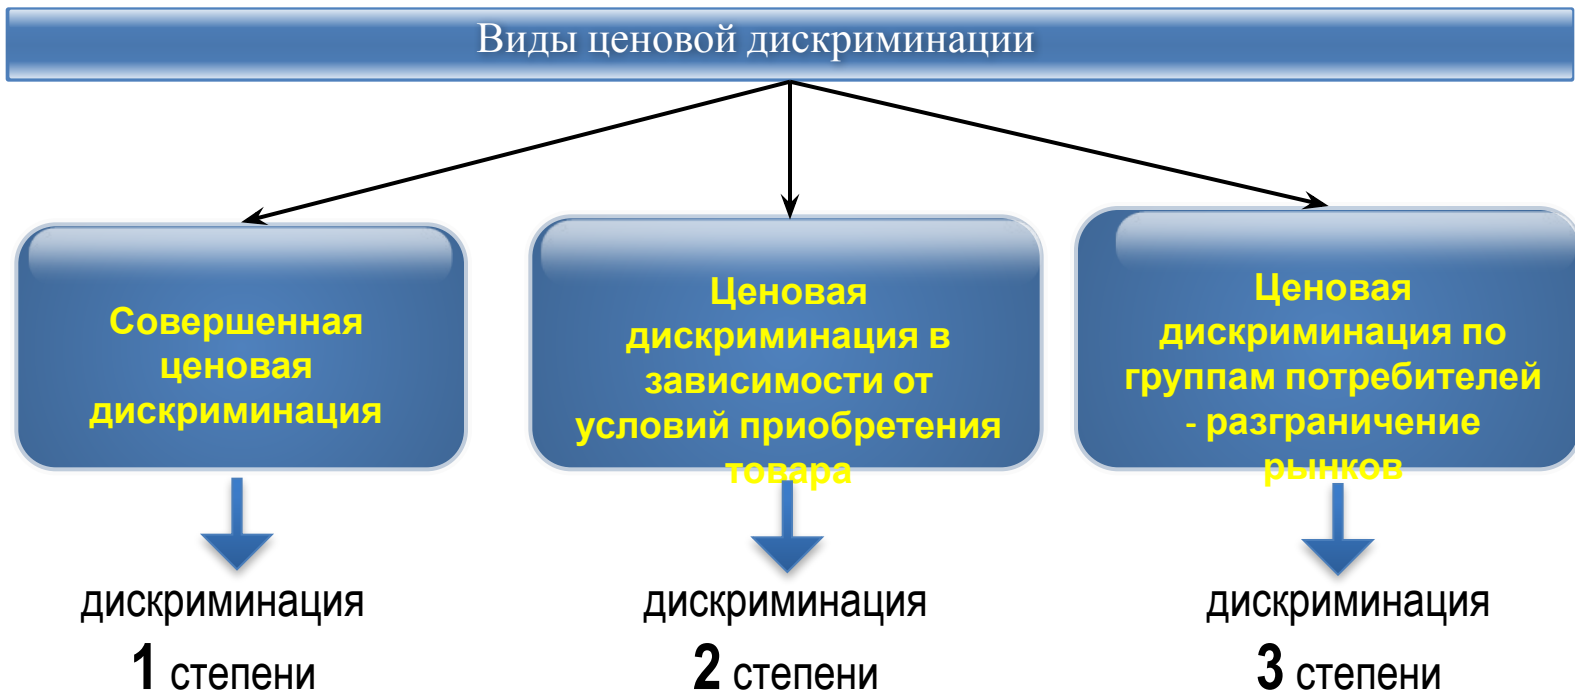 Виды ценовой дискриминации
Совершенная
ценовая
дискриминация
Ценовая
дискриминация в
зависимости от
условий приобретения
товара
Ценовая
дискриминация по
группам потребителей
- разграничение
рынков
дискриминация
1 степени
дискриминация
2 степени
дискриминация
3 степени